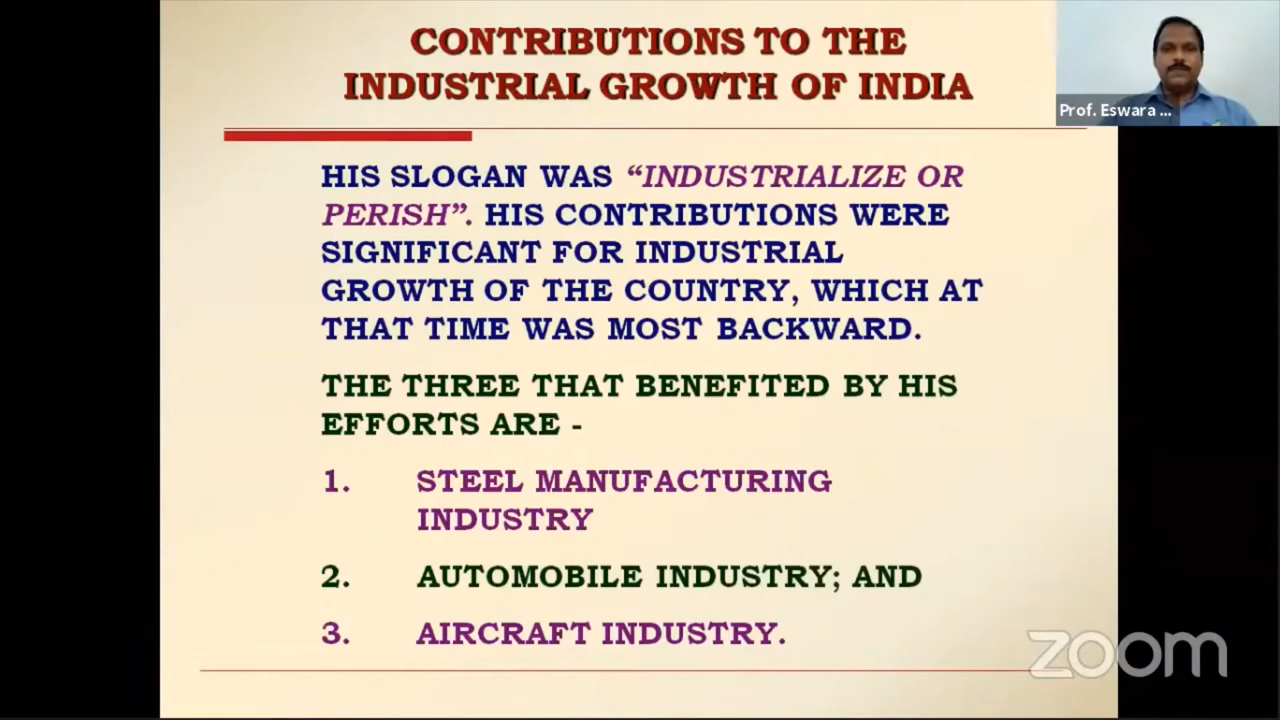 CONTRIBUTIONS TO THE
INDUSTRIAL GROWTH OF INDIA
Prof. Eswara ...
HIS SLOGAN WAS “INDUSTRIALIZE OR
PERISH”. HIS CONTRIBUTIONS WERE
SIGNIFICANT FOR INDUSTRIAL
GROWTH OF THE COUNTRY, WHICH AT
THAT TIME WAS MOST BACKWARD.
THE THREE THAT BENEFITED BY HIS
EFFORTS ARE -
1. STEEL MANUFACTURING
INDUSTRY
2. AUTOMOBILE INDUSTRY; AND
3. AIRCRAFT INDUSTRY.
zoom